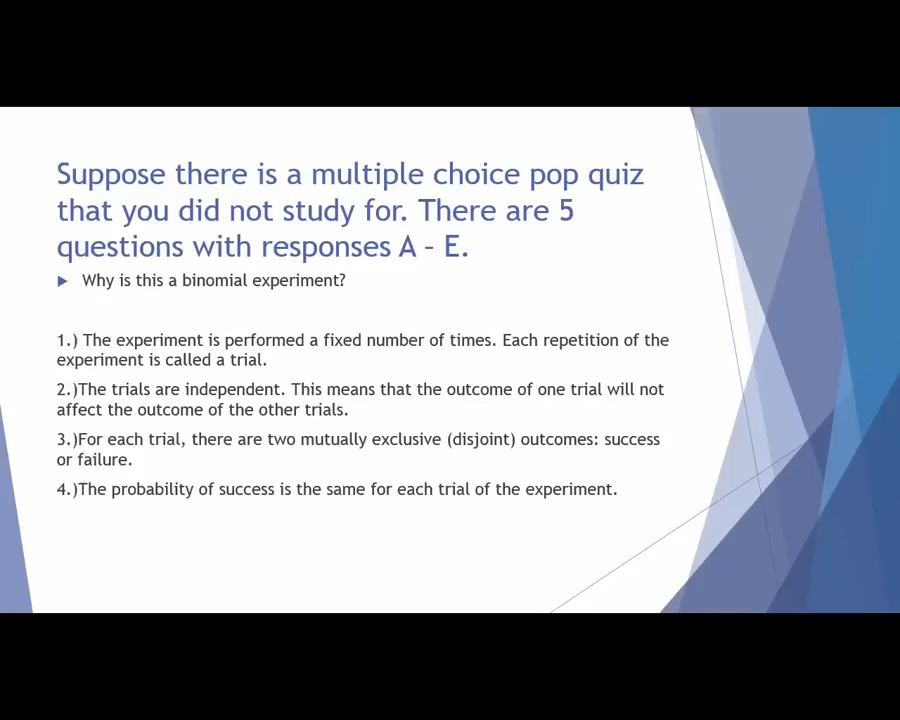 Suppose there is a multiple choice pop quiz
that you did not study for. There are 5
questions with responses A – E.
Why is this a binomial experiment?
1.) The experiment is performed a fixed number of times. Each repetition of the
experiment is called a trial.
2.)The trials are independent. This means that the outcome of one trial will not
affect the outcome of the other trials.
3.)For each trial, there are two mutually exclusive (disjoint) outcomes: success
or failure.
4.)The probability of success is the same for each trial of the experiment.